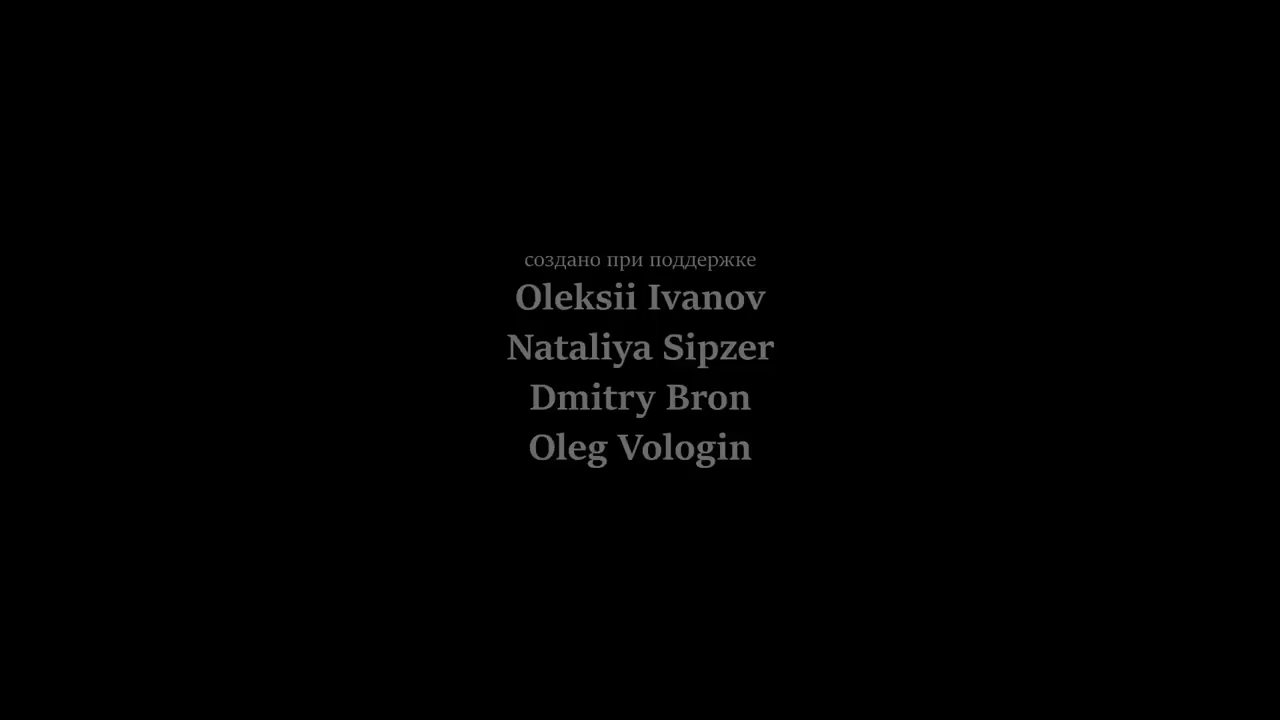 создано при поддержке
Oleksii Ivanov
Nataliya Sipzer
Dmitry Bron
Oleg Vologin